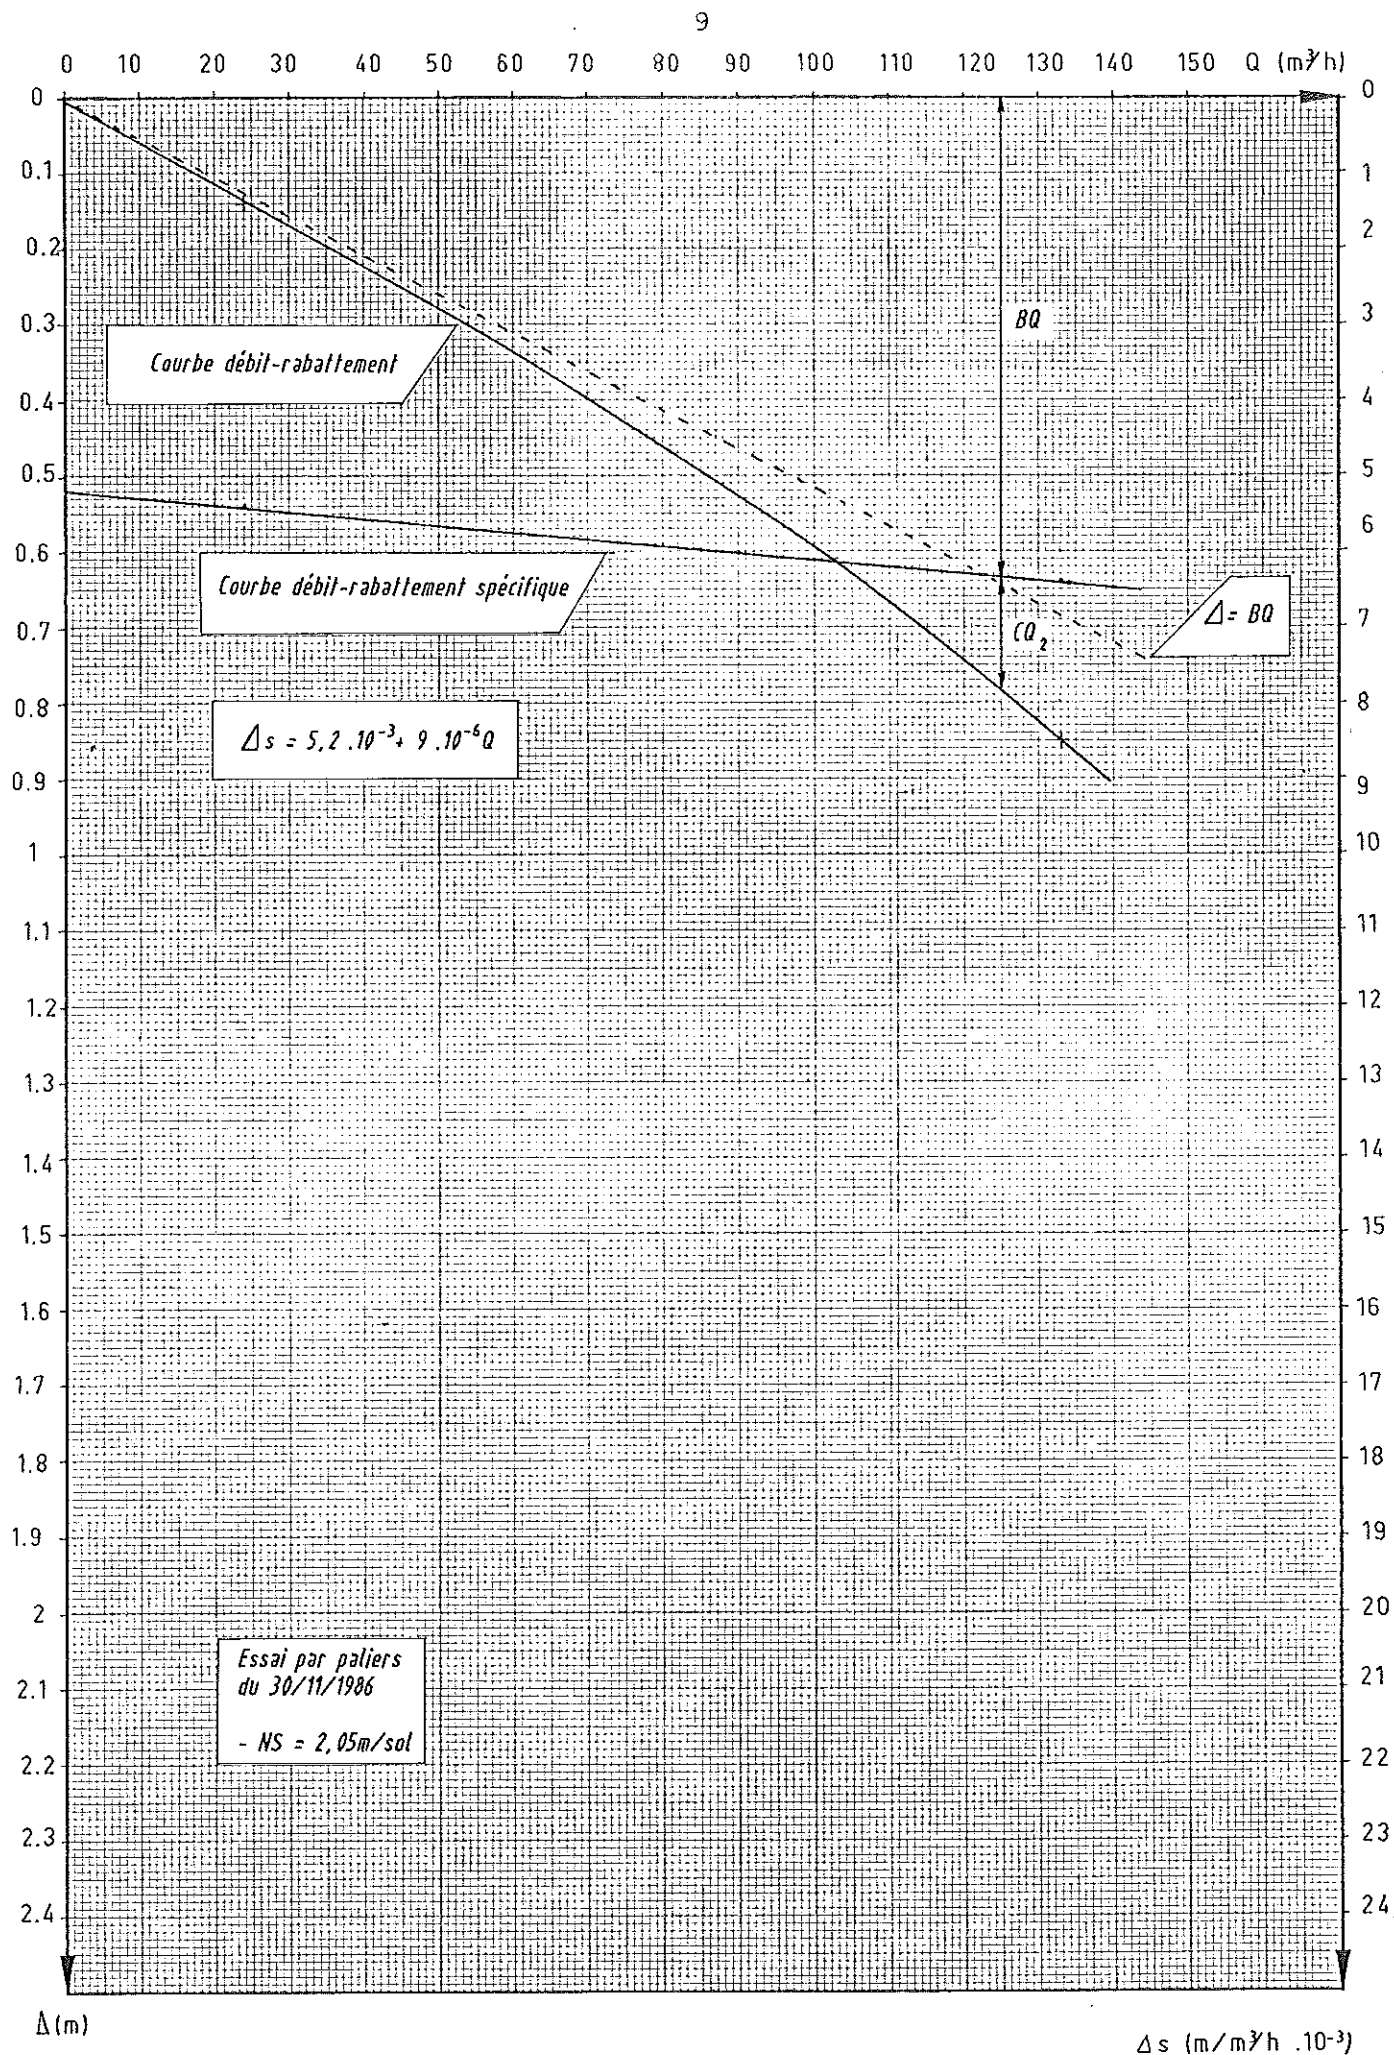 9
0 10 20 30 40 50 60 70 80 90 100 110 120 130 140 150 Q (m³/h)
0 0
0.1 1
0.2 2
0.3 3
BQ
Courbe débit-rabattement
0.4 4
0.5 5
6
0.6
Courbe débit-rabattement spécifique
Δ = BQ
0.7 7
CQ₂
0.8 8
Δs = 5,2 .10⁻³+ 9 .10⁻⁶Q
0.9 9
1 10
1.1 11
1.2 12
1.3 13
1.4 14
1.5 15
1.6 16
1.7 17
1.8 18
1.9 19
2 20
Essai par paliers
du 30/11/1986
2.1 21
- NS = 2,05m/sol
2.2 22
2.3 23
2.4 24
Δ(m)
Δs (m/m³/h .10⁻³)